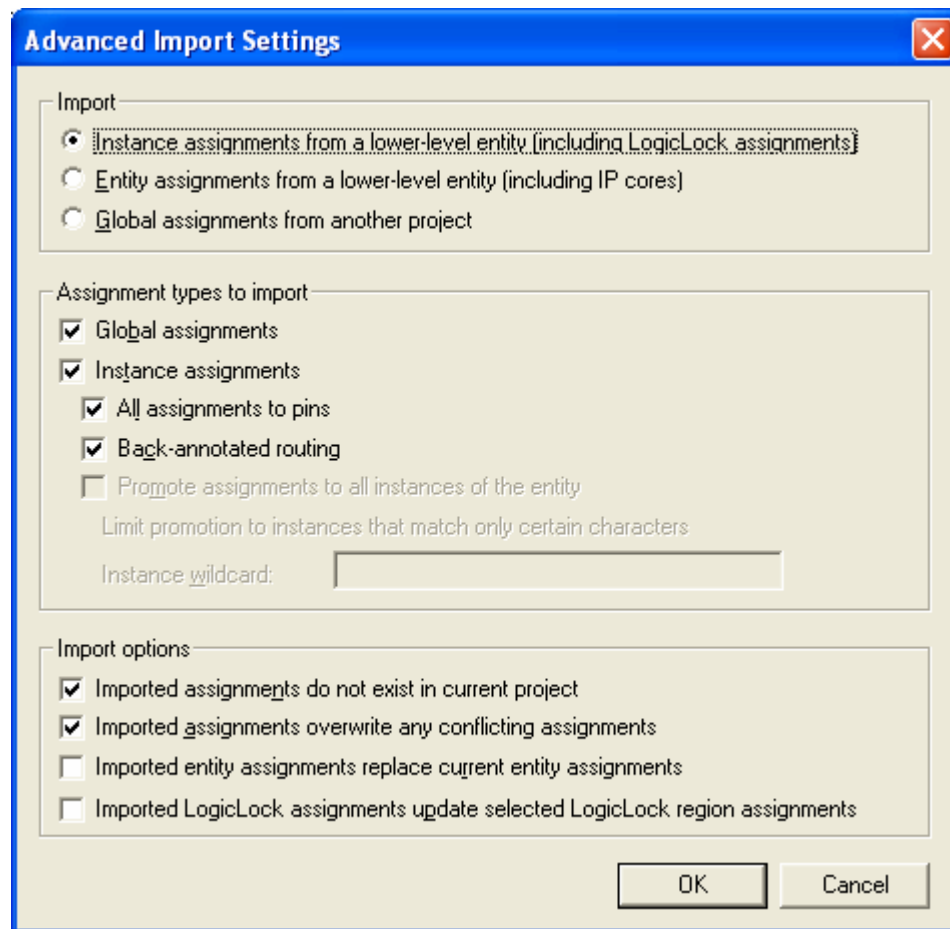 Advanced Import Settings
Import
Instance assignments from a lower-level entity (including LogicLock assignments)
Entity assignments from a lower-level entity (including IP cores)
Global assignments from another project
Assignment types to import
Global assignments
Instance assignments
All assignments to pins
Back-annotated routing
Promote assignments to all instances of the entity
Limit promotion to instances that match only certain characters
Instance wildcard:
Import options
Imported assignments do not exist in current project
Imported assignments overwrite any conflicting assignments
Imported entity assignments replace current entity assignments
Imported LogicLock assignments update selected LogicLock region assignments
OK Cancel